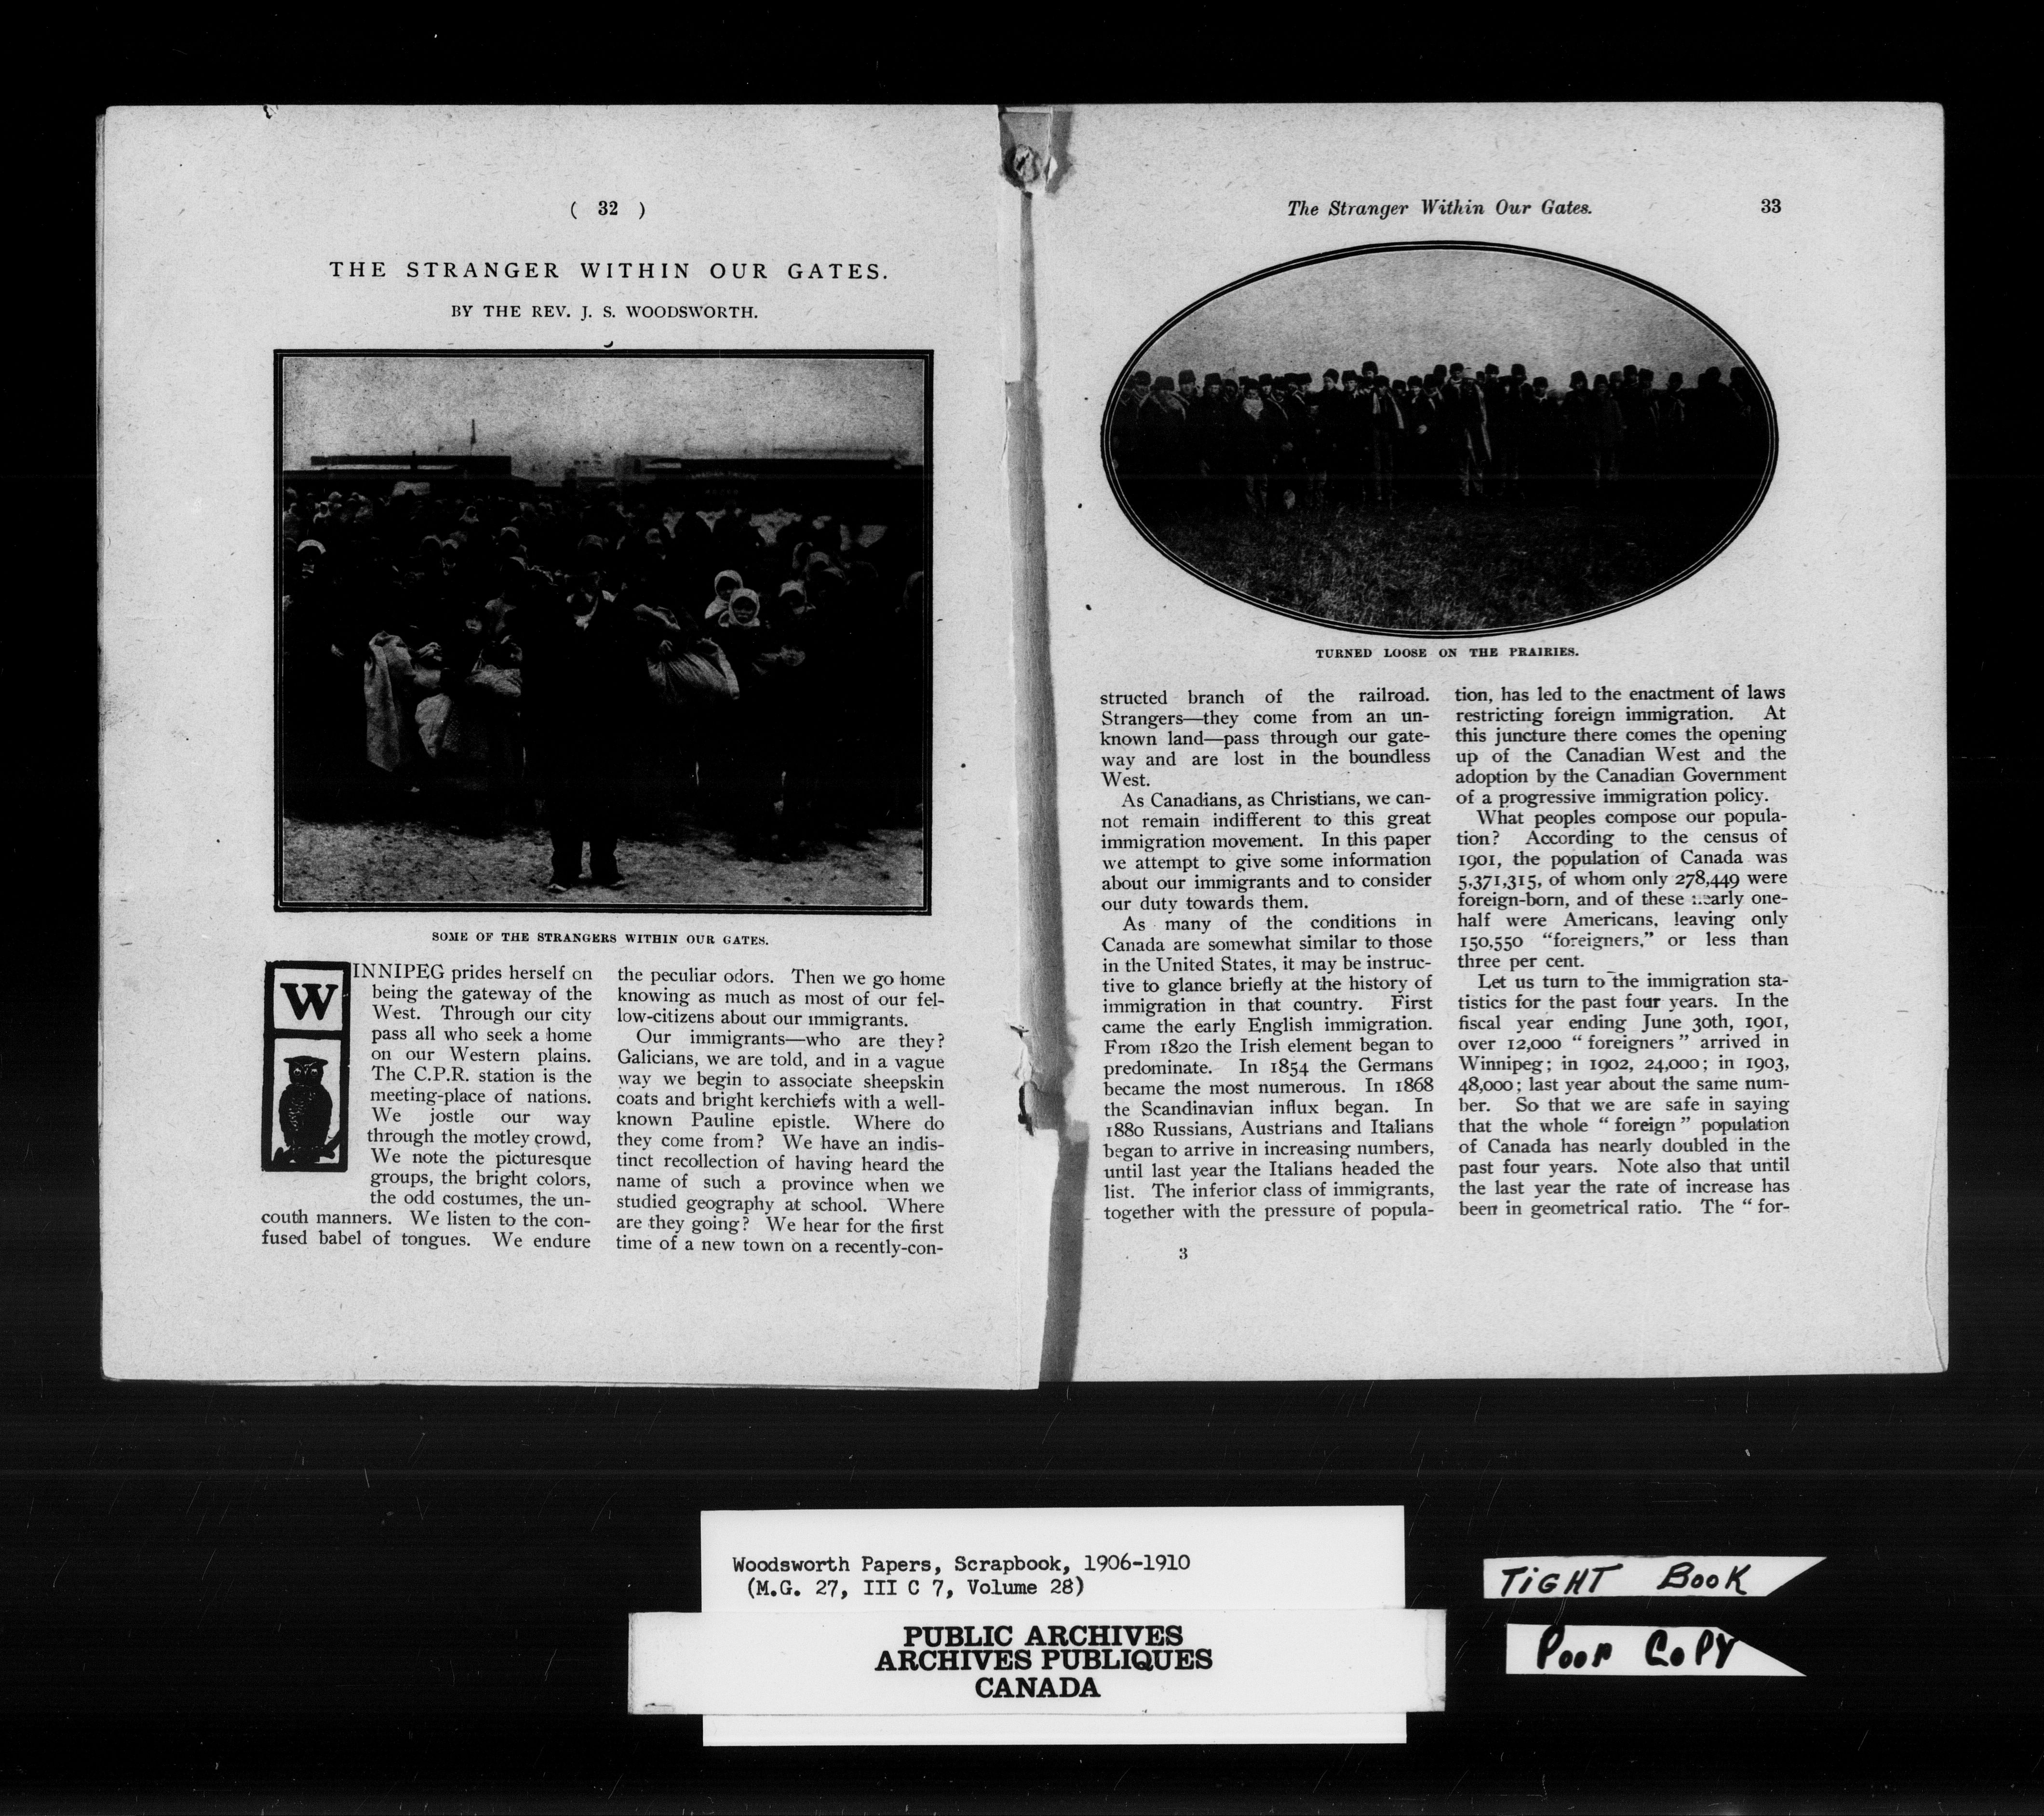 ( 32 )
THE STRANGER WITHIN OUR GATES.
BY THE REV. J. S. WOODSWORTH.
SOME OF THE STRANGERS WITHIN OUR GATES.
WINNIPEG prides herself on
being the gateway of the
West. Through our city
pass all who seek a home
on our Western plains.
The C.P.R. station is the
meeting-place of nations.
We jostle our way
through the motley crowd,
We note the picturesque
groups, the bright colors,
the odd costumes, the un-
couth manners. We listen to the con-
fused babel of tongues. We endure
the peculiar odors. Then we go home
knowing as much as most of our fel-
low-citizens about our immigrants.
Our immigrants—who are they?
Galicians, we are told, and in a vague
way we begin to associate sheepskin
coats and bright kerchiefs with a well-
known Pauline epistle. Where do
they come from? We have an indis-
tinct recollection of having heard the
name of such a province when we
studied geography at school. Where
are they going? We hear for the first
time of a new town on a recently-con-
The Stranger Within Our Gates. 33
TURNED LOOSE ON THE PRAIRIES.
structed branch of the railroad.
Strangers—they come from an un-
known land—pass through our gate-
way and are lost in the boundless
West.
As Canadians, as Christians, we can-
not remain indifferent to this great
immigration movement. In this paper
we attempt to give some information
about our immigrants and to consider
our duty towards them.
As many of the conditions in
Canada are somewhat similar to those
in the United States, it may be instruc-
tive to glance briefly at the history of
immigration in that country. First
came the early English immigration.
From 1820 the Irish element began to
predominate. In 1854 the Germans
became the most numerous. In 1868
the Scandinavian influx began. In
1880 Russians, Austrians and Italians
began to arrive in increasing numbers,
until last year the Italians headed the
list. The inferior class of immigrants,
together with the pressure of popula-
3
tion, has led to the enactment of laws
restricting foreign immigration. At
this juncture there comes the opening
up of the Canadian West and the
adoption by the Canadian Government
of a progressive immigration policy.
What peoples compose our popula-
tion? According to the census of
1901, the population of Canada was
5,371,315, of whom only 278,449 were
foreign-born, and of these nearly one-
half were Americans, leaving only
150,550 "foreigners," or less than
three per cent.
Let us turn to the immigration sta-
tistics for the past four years. In the
fiscal year ending June 30th, 1901,
over 12,000 "foreigners" arrived in
Winnipeg; in 1902, 24,000; in 1903,
48,000; last year about the same num-
ber. So that we are safe in saying
that the whole "foreign" population
of Canada has nearly doubled in the
past four years. Note also that until
the last year the rate of increase has
been in geometrical ratio. The "for-
Woodsworth Papers, Scrapbook, 1906-1910
(M.G. 27, III C 7, Volume 28)
PUBLIC ARCHIVES
ARCHIVES PUBLIQUES
CANADA
TIGHT BOOK
POOR COPY